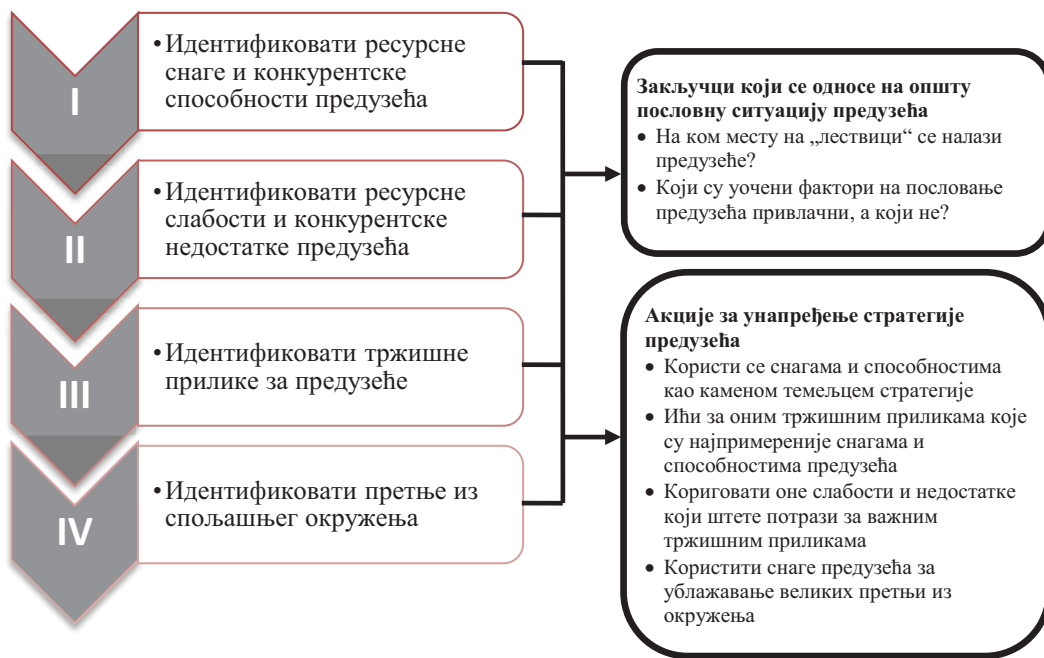 I
• Идентификовати ресурсне
снаге и конкурентске
способности предузећа
II
• Идентификовати ресурсне
слабости и конкурентске
недостатке предузећа
III
• Идентификовати тржишне
прилике за предузеће
IV
• Идентификовати претње из
спољашњег окружења
Закључци који се односе на општу
пословну ситуацију предузећа
• На ком месту на „лествици“ се налази
предузеће?
• Који су уочени фактори на пословање
предузећа привлачни, а који не?
Акције за унапређење стратегије
предузећа
• Користи се снагама и способностима
као каменом темељцем стратегије
• Ићи за оним тржишним приликама које
су најпримереније снагама и
способностима предузећа
• Кориговати оне слабости и недостатке
који штете потрази за важним
тржишним приликама
• Користити снаге предузећа за
ублажавање великих претњи из
окружења